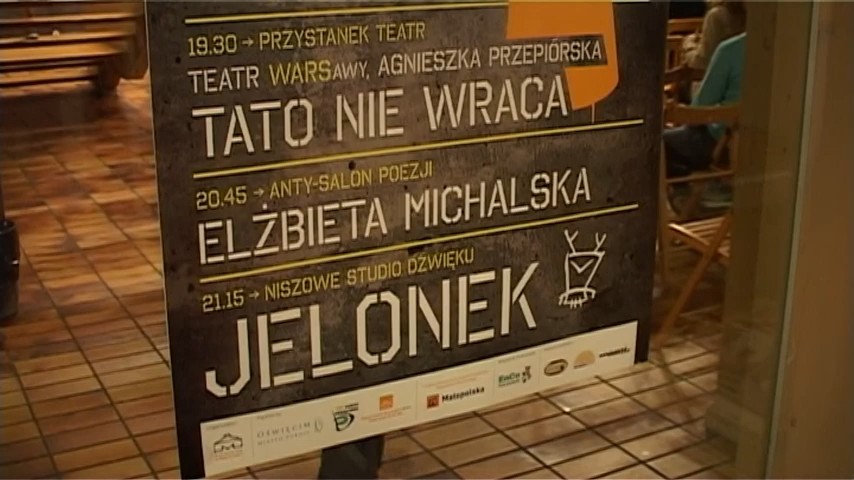 19.30 → PRZYSTANEK TEATR
TEATR WARSAWY, AGNIESZKA PRZEPIÓRSKA
TATO NIE WRACA
20.45 → ANTY-SALON POEZJI
ELŻBIETA MICHALSKA
21.15 → NISZOWE STUDIO DŹWIĘKU
JELONEK
OŚWIĘCIM
Małopolska
EnCo